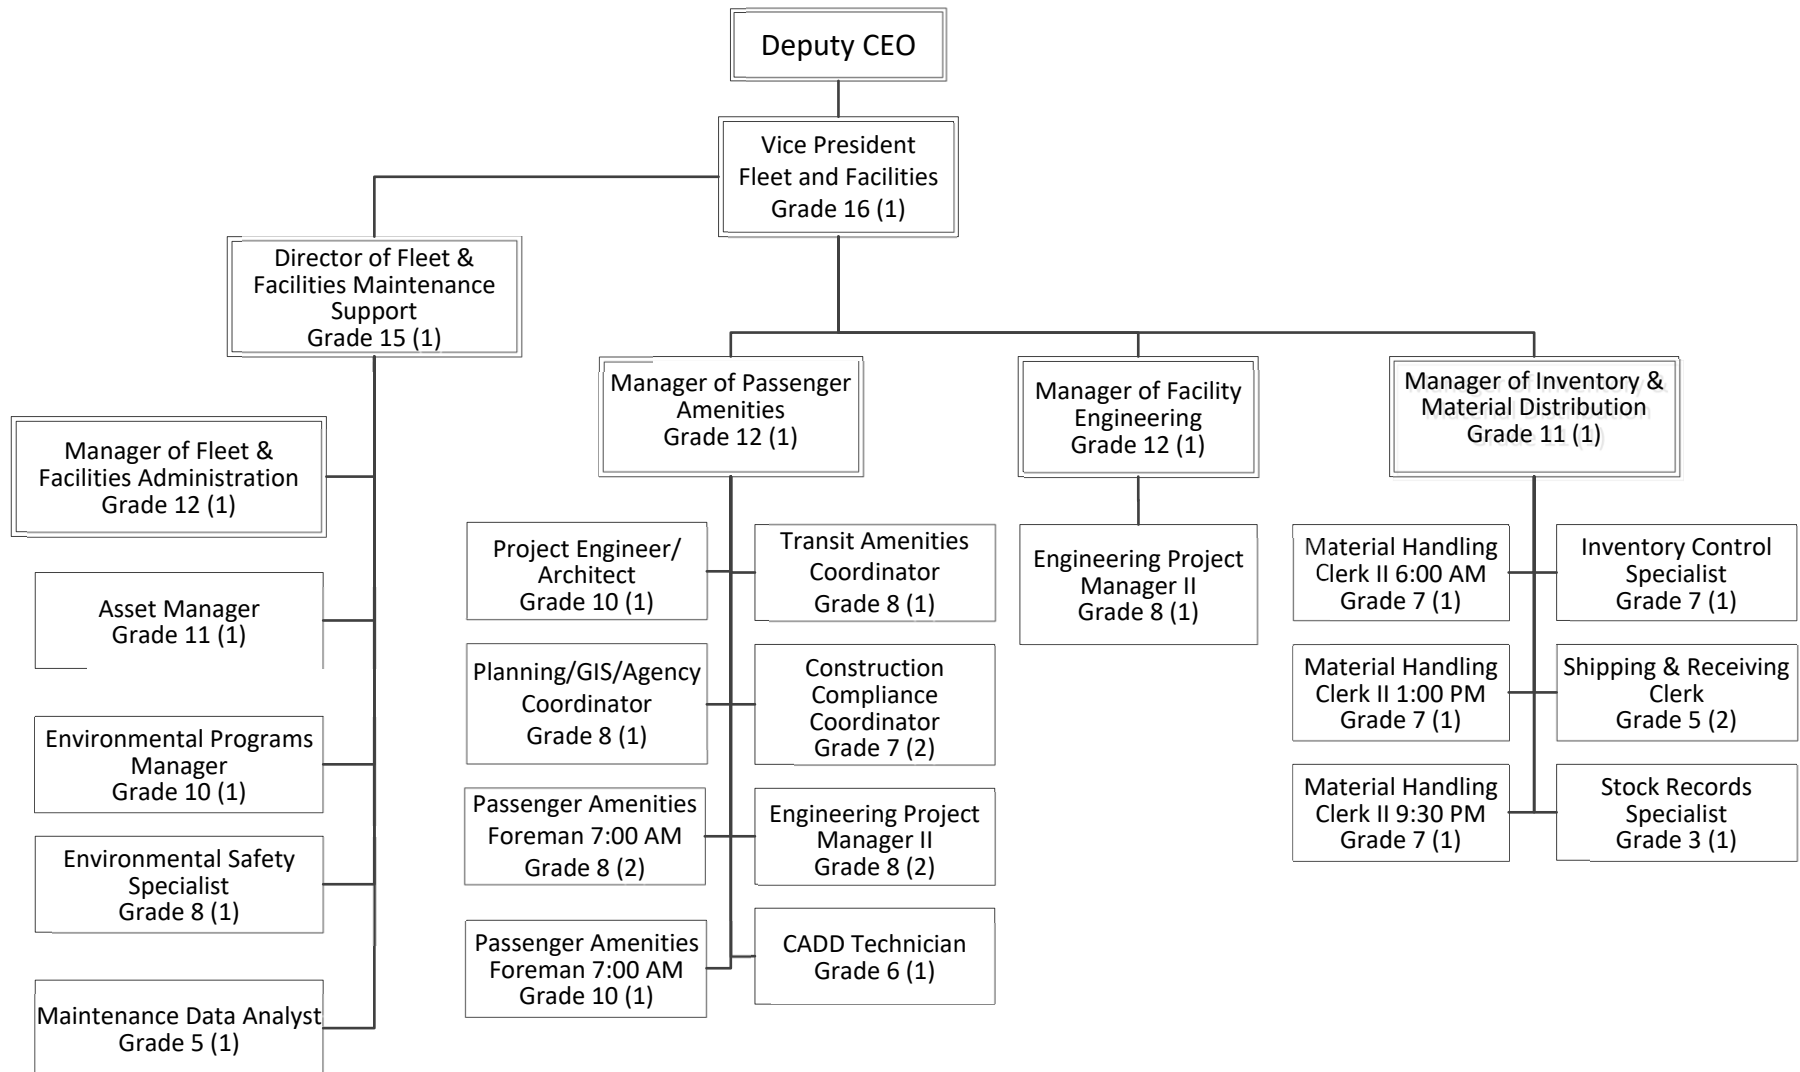 Deputy CEO
Vice President
Fleet and Facilities
Grade 16 (1)
Director of Fleet &
Facilities Maintenance
Support
Grade 15 (1)
Manager of Fleet &
Facilities Administration
Grade 12 (1)
Asset Manager
Grade 11 (1)
Environmental Programs
Manager
Grade 10 (1)
Environmental Safety
Specialist
Grade 8 (1)
Maintenance Data Analyst
Grade 5 (1)
Manager of Passenger
Amenities
Grade 12 (1)
Project Engineer/
Architect
Grade 10 (1)
Transit Amenities
Coordinator
Grade 8 (1)
Planning/GIS/Agency
Coordinator
Grade 8 (1)
Construction
Compliance
Coordinator
Grade 7 (2)
Passenger Amenities
Foreman 7:00 AM
Grade 8 (2)
Engineering Project
Manager II
Grade 8 (2)
Passenger Amenities
Foreman 7:00 AM
Grade 10 (1)
CADD Technician
Grade 6 (1)
Manager of Facility
Engineering
Grade 12 (1)
Engineering Project
Manager II
Grade 8 (1)
Manager of Inventory &
Material Distribution
Grade 11 (1)
Material Handling
Clerk II 6:00 AM
Grade 7 (1)
Inventory Control
Specialist
Grade 7 (1)
Material Handling
Clerk II 1:00 PM
Grade 7 (1)
Shipping & Receiving
Clerk
Grade 5 (2)
Material Handling
Clerk II 9:30 PM
Grade 7 (1)
Stock Records
Specialist
Grade 3 (1)